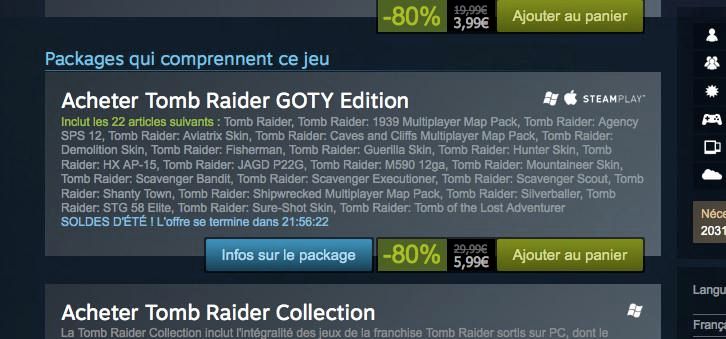 -80% 19,99€ 3,99€ Ajouter au panier
Packages qui comprennent ce jeu
Acheter Tomb Raider GOTY Edition STEAMPLAY
Inclut les 22 articles suivants : Tomb Raider, Tomb Raider: 1939 Multiplayer Map Pack, Tomb Raider: Agency
SPS 12, Tomb Raider: Aviatrix Skin, Tomb Raider: Caves and Cliffs Multiplayer Map Pack, Tomb Raider:
Demolition Skin, Tomb Raider: Fisherman, Tomb Raider: Guerilla Skin, Tomb Raider: Hunter Skin, Tomb
Raider: HX AP-15, Tomb Raider: JAGD P22G, Tomb Raider: M590 12ga, Tomb Raider: Mountaineer Skin,
Tomb Raider: Scavenger Bandit, Tomb Raider: Scavenger Executioner, Tomb Raider: Scavenger Scout, Tomb
Raider: Shanty Town, Tomb Raider: Shipwrecked Multiplayer Map Pack, Tomb Raider: Silverballer, Tomb
Raider: STG 58 Elite, Tomb Raider: Sure-Shot Skin, Tomb Raider: Tomb of the Lost Adventurer
SOLDES D'ÉTÉ ! L'offre se termine dans 21:56:22
Infos sur le package -80% 29,99€ 5,99€ Ajouter au panier
Acheter Tomb Raider Collection
La Tomb Raider Collection inclut l'intégralité des jeux de la franchise Tomb Raider sortis sur PC, dont le
Néce
2031
Langu
França